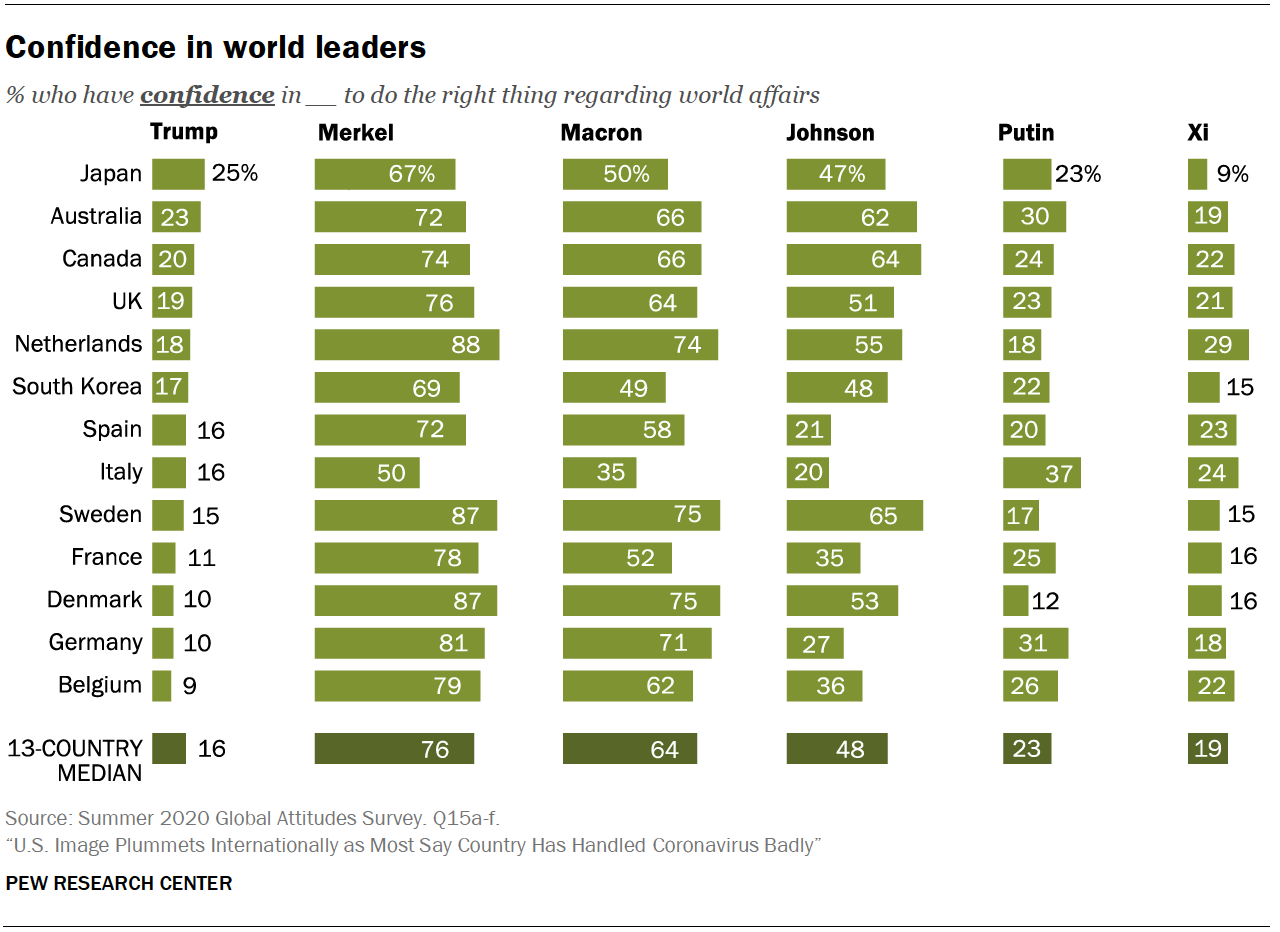 Confidence in world leaders
% who have confidence in __ to do the right thing regarding world affairs
Trump Merkel Macron Johnson Putin Xi
Japan 25% 67% 50% 47% 23% 9%
Australia 23 72 66 62 30 19
Canada 20 74 66 64 24 22
UK 19 76 64 51 23 21
Netherlands 18 88 74 55 18 29
South Korea 17 69 49 48 22 15
Spain 16 72 58 21 20 23
Italy 16 50 35 20 37 24
Sweden 15 87 75 65 17 15
France 11 78 52 35 25 16
Denmark 10 87 75 53 12 16
Germany 10 81 71 27 31 18
Belgium 9 79 62 36 26 22
13-COUNTRY
MEDIAN 16 76 64 48 23 19
Source: Summer 2020 Global Attitudes Survey. Q15a-f.
“U.S. Image Plummets Internationally as Most Say Country Has Handled Coronavirus Badly”
PEW RESEARCH CENTER